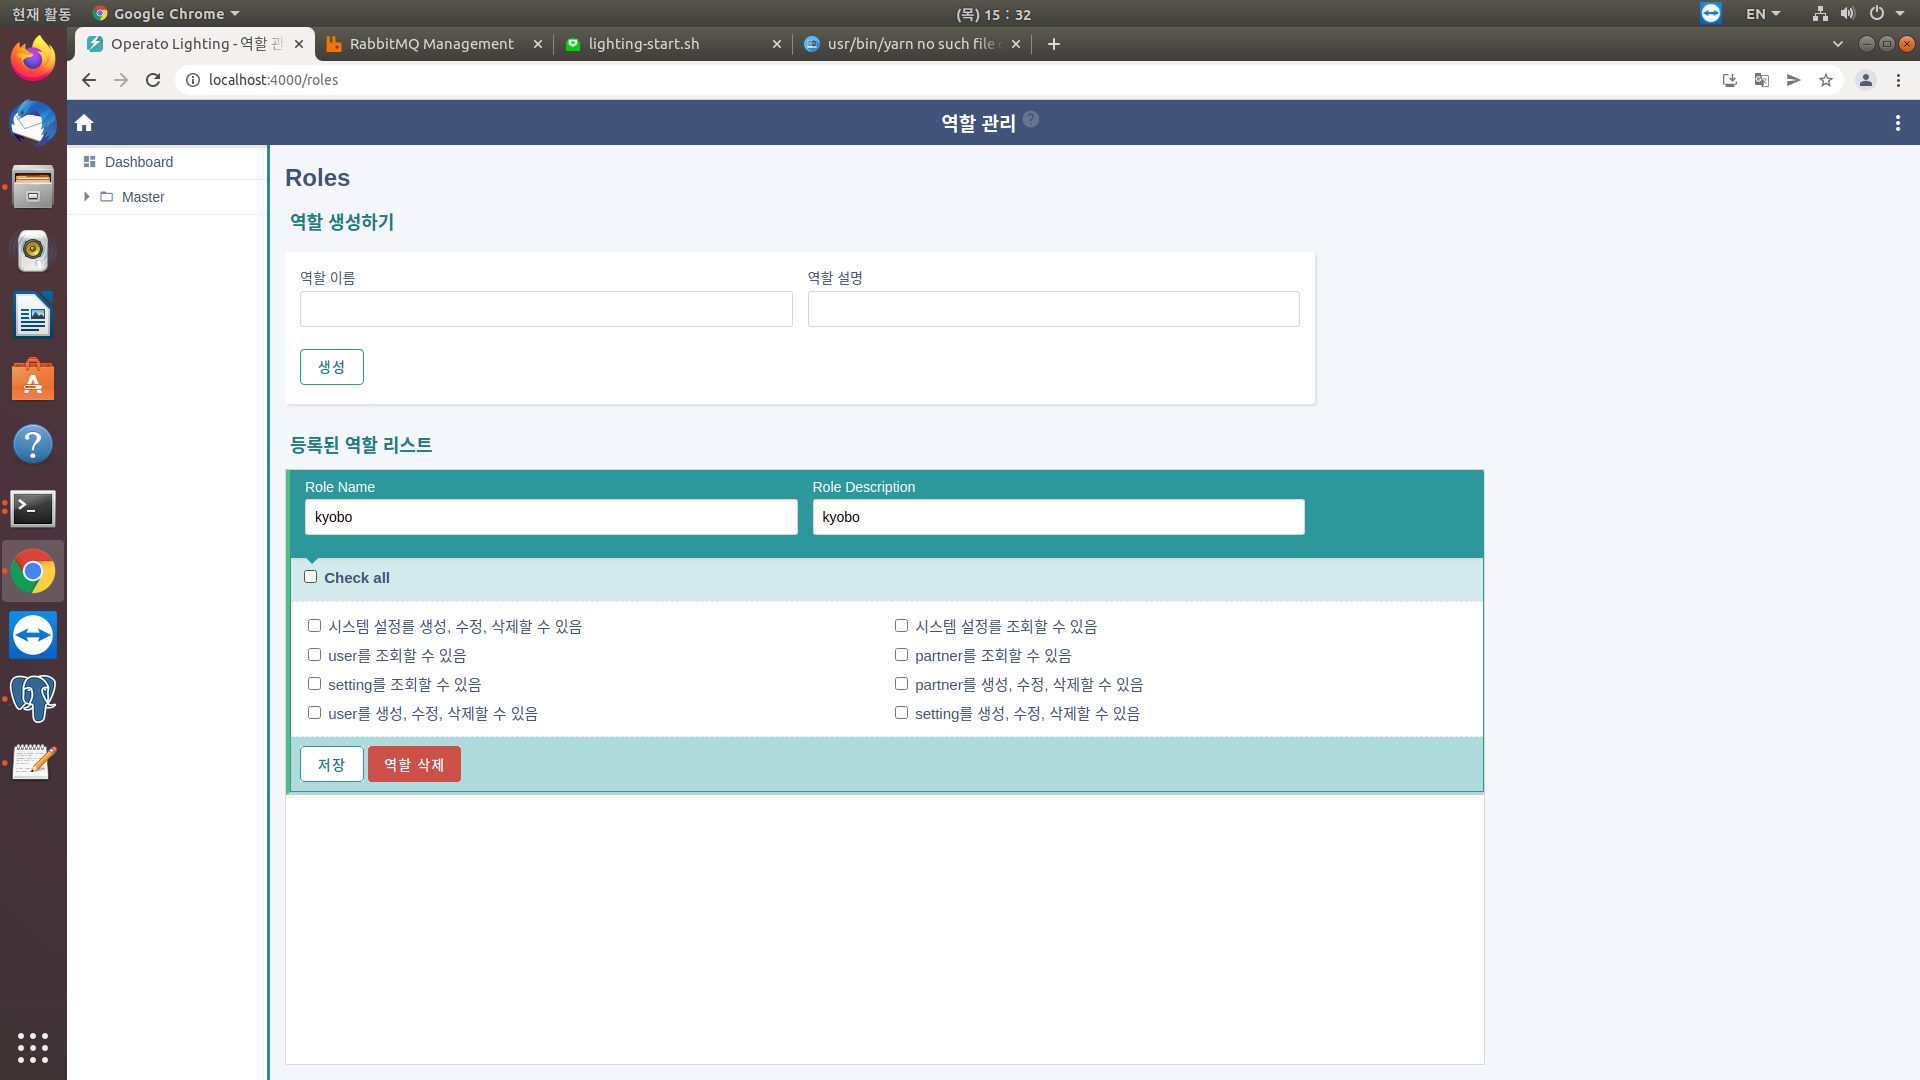 현재 활동
Google Chrome
(목) 15 : 32
EN
Operato Lighting - 역할 관
RabbitMQ Management
lighting-start.sh
usr/bin/yarn no such file
localhost:4000/roles
역할 관리
Dashboard
Master
Roles
역할 생성하기
역할 이름
역할 설명
생성
등록된 역할 리스트
Role Name
Role Description
kyobo
kyobo
Check all
시스템 설정를 생성, 수정, 삭제할 수 있음
시스템 설정를 조회할 수 있음
user를 조회할 수 있음
partner를 조회할 수 있음
setting를 조회할 수 있음
partner를 생성, 수정, 삭제할 수 있음
user를 생성, 수정, 삭제할 수 있음
setting를 생성, 수정, 삭제할 수 있음
저장
역할 삭제